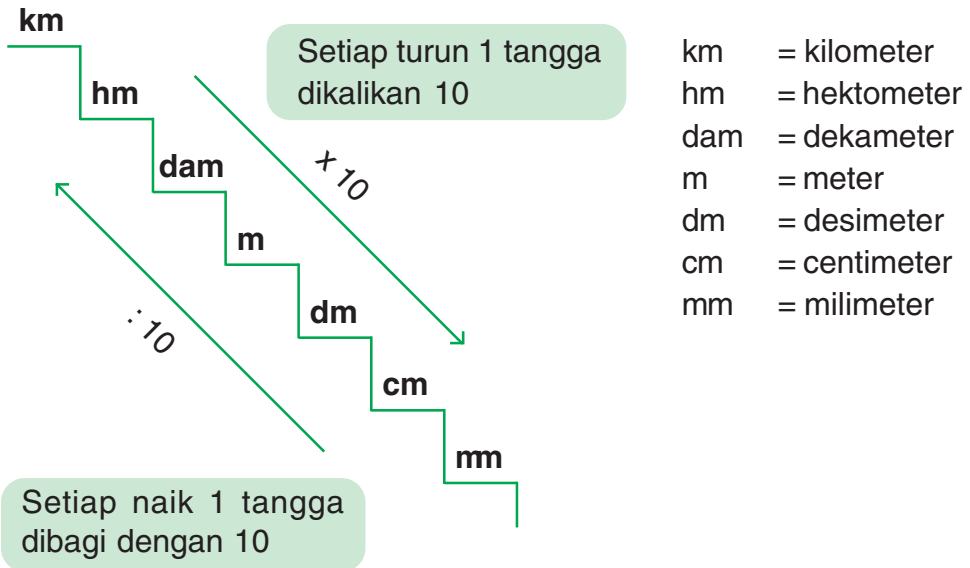 km
hm
dam
m
dm
cm
mm
Setiap turun 1 tangga
dikalikan 10
x 10
: 10
Setiap naik 1 tangga
dibagi dengan 10
km = kilometer
hm = hektometer
dam = dekameter
m = meter
dm = desimeter
cm = centimeter
mm = milimeter